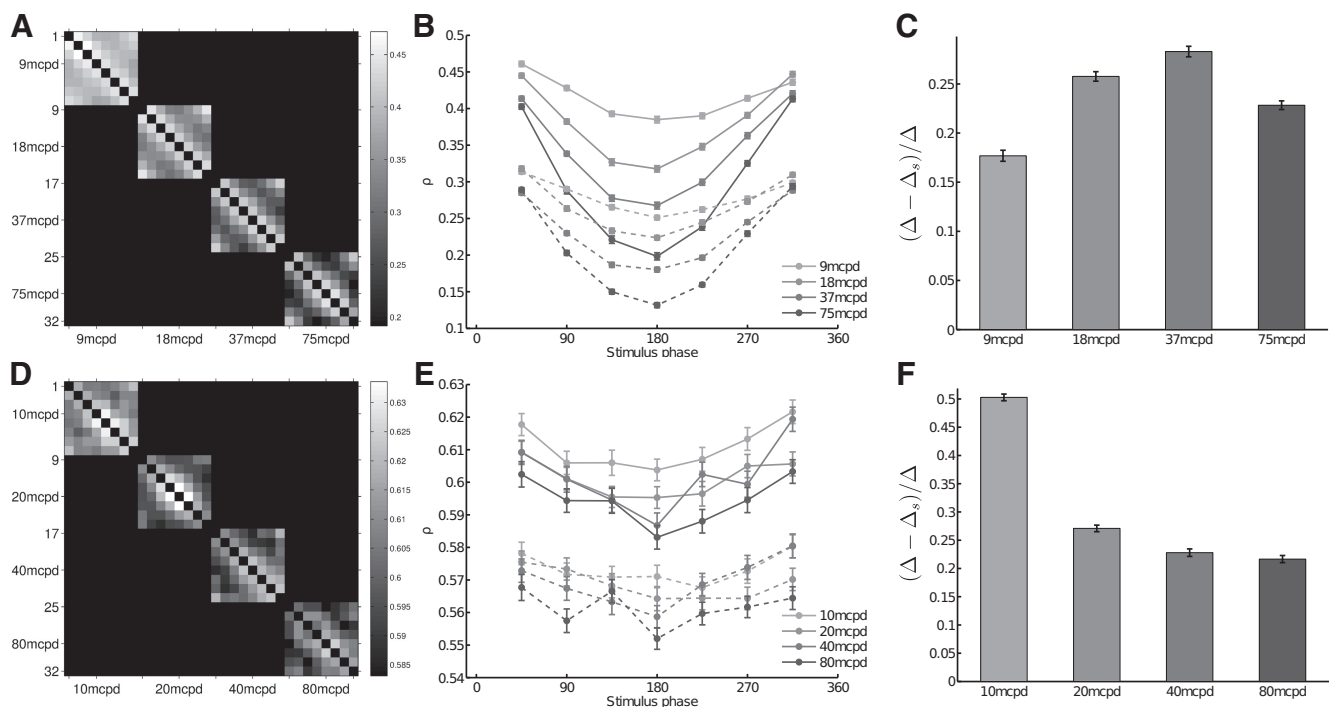 A
1
9mcpd
9
18mcpd
17
37mcpd
25
75mcpd
32
9mcpd 18mcpd 37mcpd 75mcpd
0.45
0.4
0.35
0.3
0.25
0.2
B
ρ
0.5
0.45
0.4
0.35
0.3
0.25
0.2
0.15
0.1
0 90 180 270 360
Stimulus phase
9mcpd
18mcpd
37mcpd
75mcpd
C
(Δ − Δs)/Δ
0.25
0.2
0.15
0.1
0.05
0
9mcpd 18mcpd 37mcpd 75mcpd
D
1
10mcpd
9
20mcpd
17
40mcpd
25
80mcpd
32
10mcpd 20mcpd 40mcpd 80mcpd
0.63
0.625
0.62
0.615
0.61
0.605
0.6
0.595
0.59
0.585
E
ρ
0.63
0.62
0.61
0.6
0.59
0.58
0.57
0.56
0.55
0.54
0 90 180 270 360
Stimulus phase
10mcpd
20mcpd
40mcpd
80mcpd
F
(Δ − Δs)/Δ
0.5
0.45
0.4
0.35
0.3
0.25
0.2
0.15
0.1
0.05
0
10mcpd 20mcpd 40mcpd 80mcpd